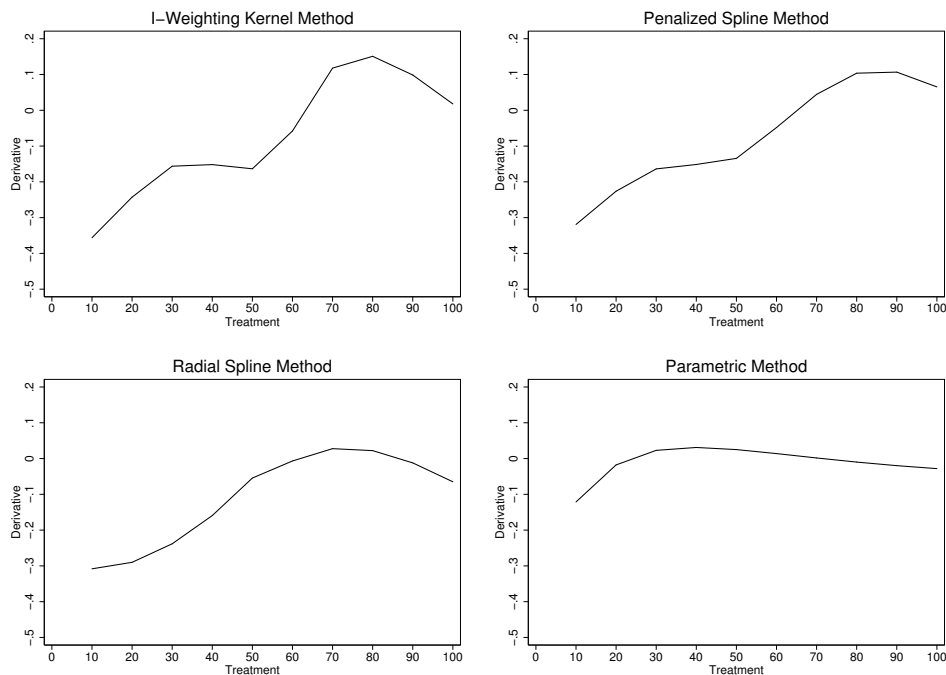 I−Weighting Kernel Method
Derivative
.2
.1
0
−.1
−.2
−.3
−.4
−.5
0 10 20 30 40 50 60 70 80 90 100
Treatment
Penalized Spline Method
Derivative
.2
.1
0
−.1
−.2
−.3
−.4
−.5
0 10 20 30 40 50 60 70 80 90 100
Treatment
Radial Spline Method
Derivative
.2
.1
0
−.1
−.2
−.3
−.4
−.5
0 10 20 30 40 50 60 70 80 90 100
Treatment
Parametric Method
Derivative
.2
.1
0
−.1
−.2
−.3
−.4
−.5
0 10 20 30 40 50 60 70 80 90 100
Treatment